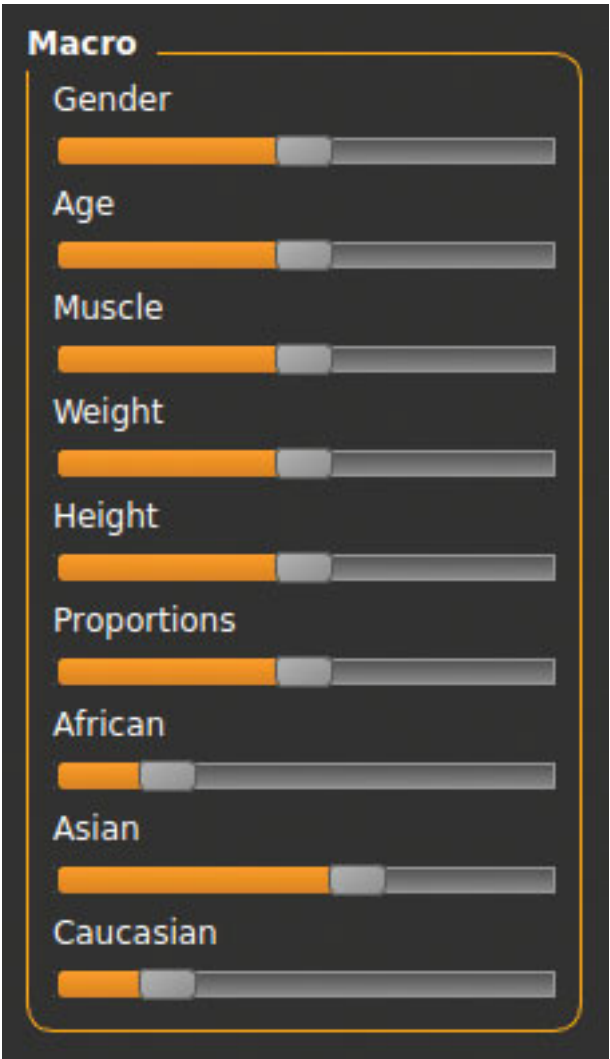 Macro
Gender
Age
Muscle
Weight
Height
Proportions
African
Asian
Caucasian